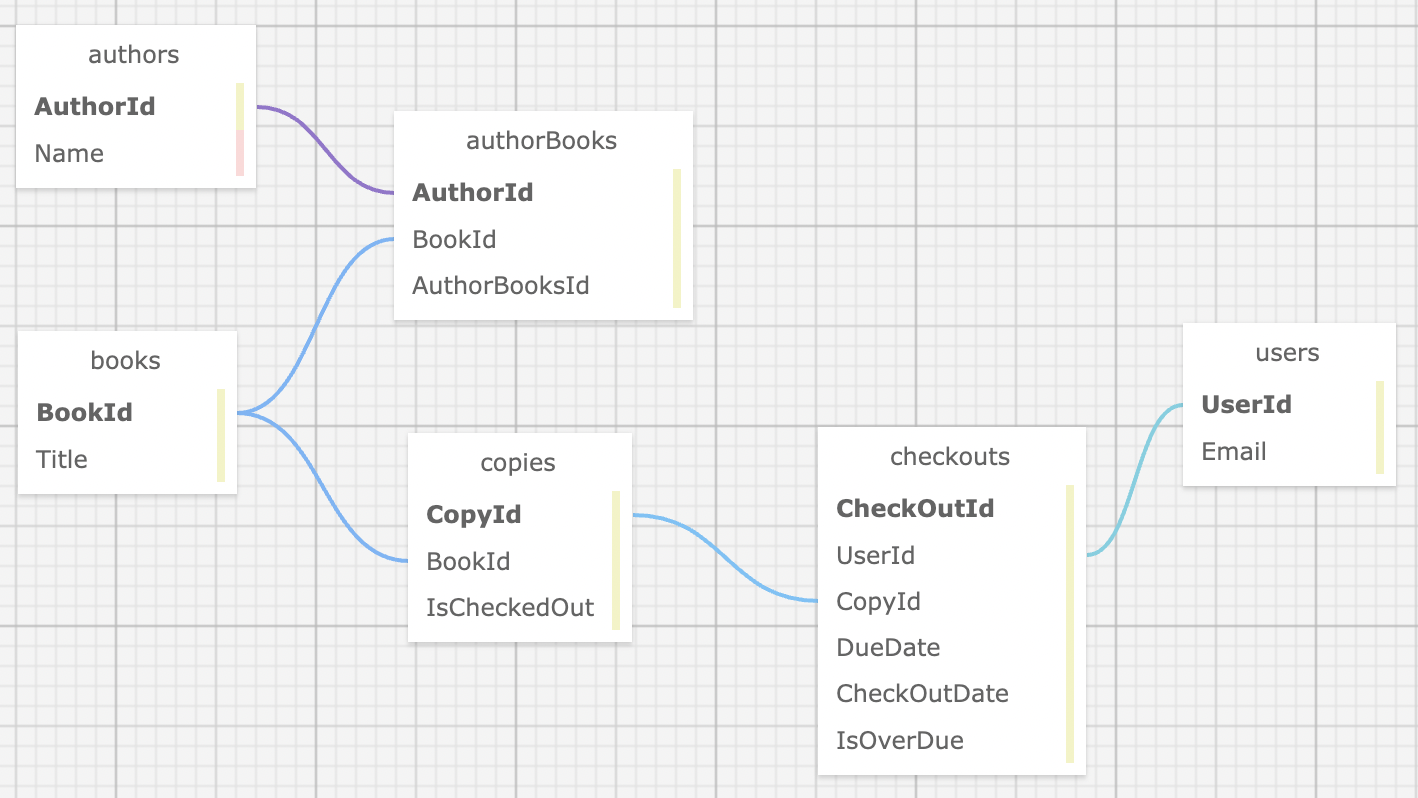 authors
AuthorId
Name
authorBooks
AuthorId
BookId
AuthorBooksId
books
BookId
Title
copies
CopyId
BookId
IsCheckedOut
checkouts
CheckOutId
UserId
CopyId
DueDate
CheckOutDate
IsOverDue
users
UserId
Email